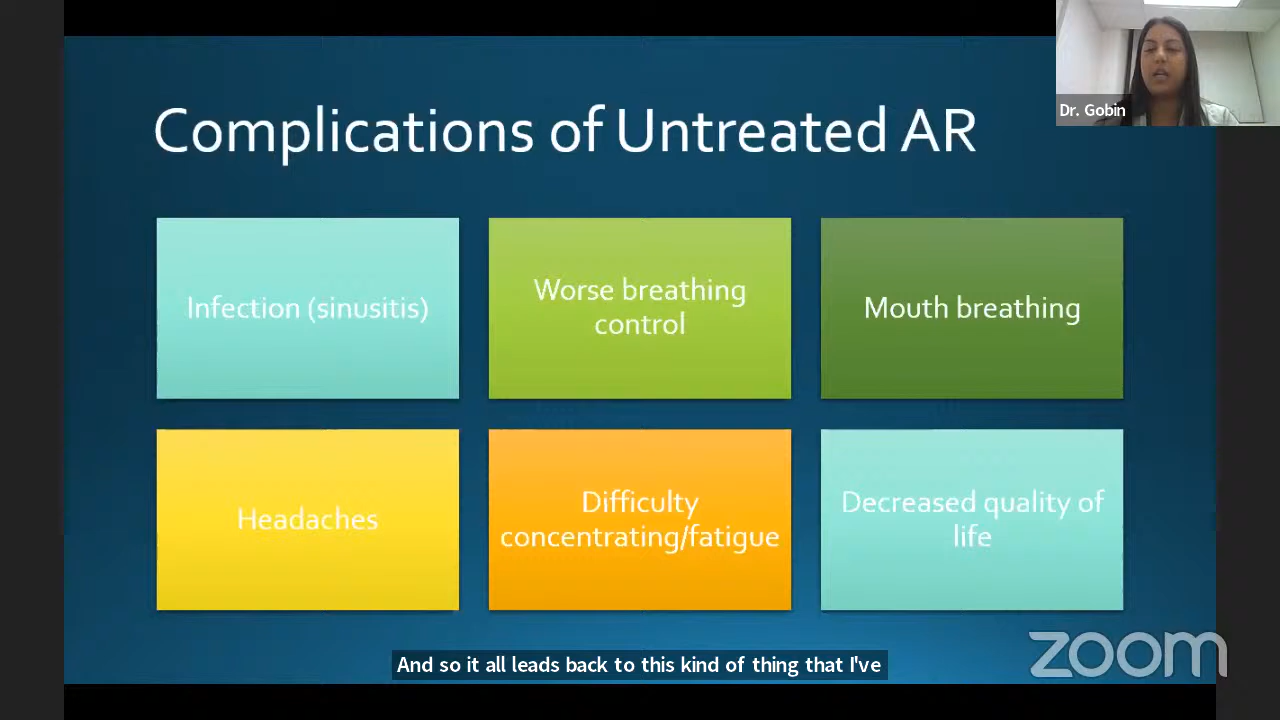 Complications of Untreated AR
Dr. Gobin
Infection (sinusitis)
Worse breathing
control
Mouth breathing
Headaches
Difficulty
concentrating/fatigue
Decreased quality of
life
And so it all leads back to this kind of thing that I've
zoom